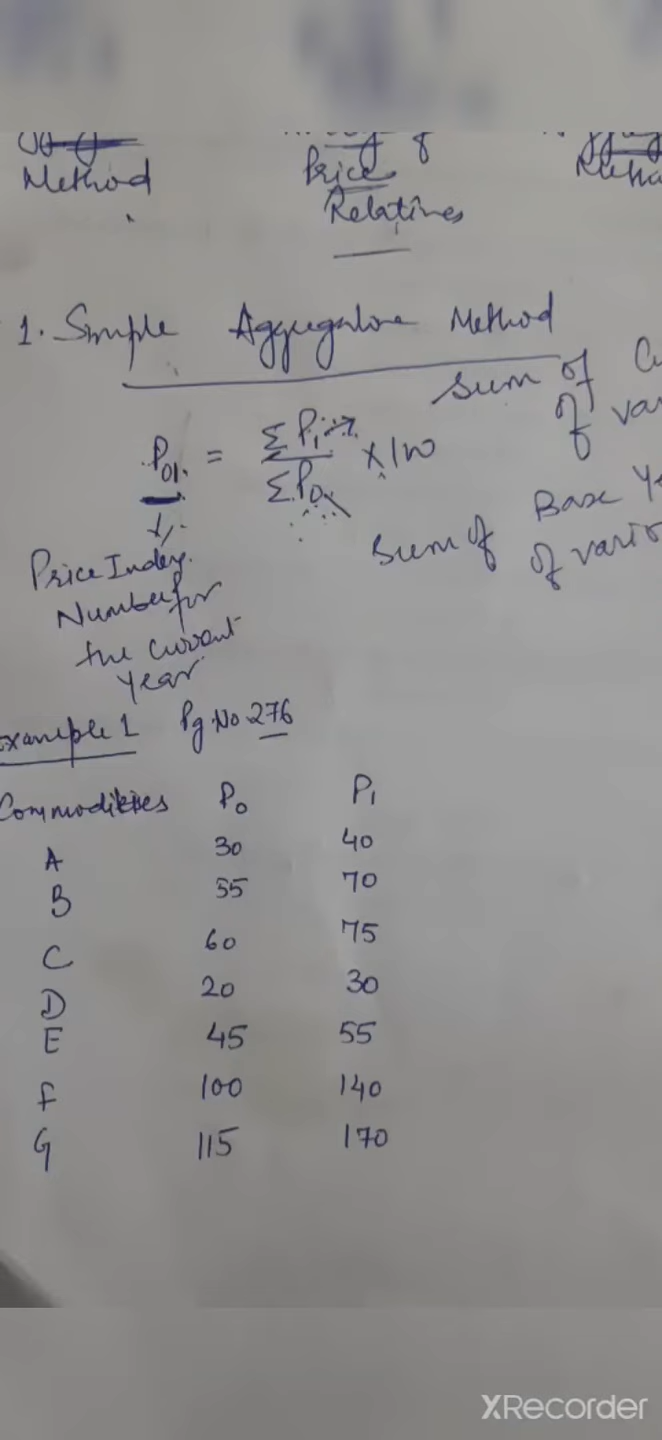 Method
Price
Relatives
Method
1. Simple Aggregative Method
P01 = ΣP1 / ΣP0 × 100
Sum of
of
Sum of Base
of
Price Index
Number for
the current
year
Example 1 Pg. No. 276
Commodities P0 P1
A 30 40
B 55 70
C 60 75
D 20 30
E 45 55
F 100 140
G 115 170
XRecorder